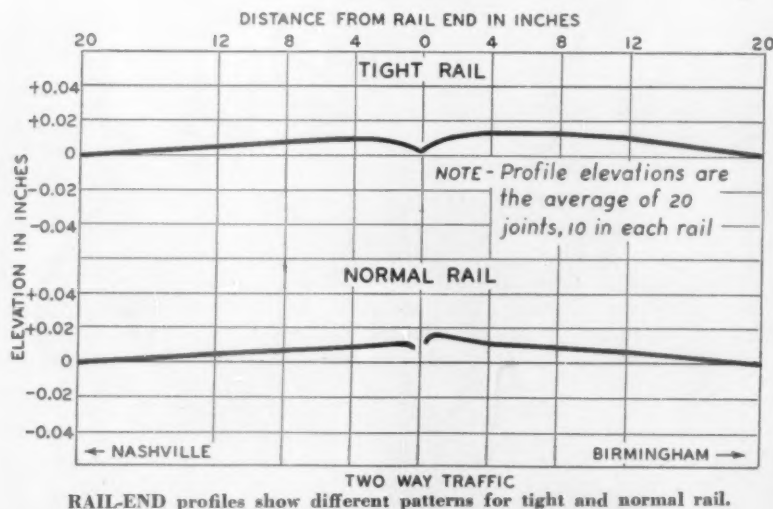 DISTANCE FROM RAIL END IN INCHES
20 12 8 4 0 4 8 12 20
TIGHT RAIL
+0.04
+0.02
0
-0.02
-0.04
NOTE - Profile elevations are
the average of 20
joints, 10 in each rail
ELEVATION IN INCHES
NORMAL RAIL
+0.04
+0.02
0
-0.02
-0.04
← NASHVILLE BIRMINGHAM →
TWO WAY TRAFFIC
RAIL-END profiles show different patterns for tight and normal rail.